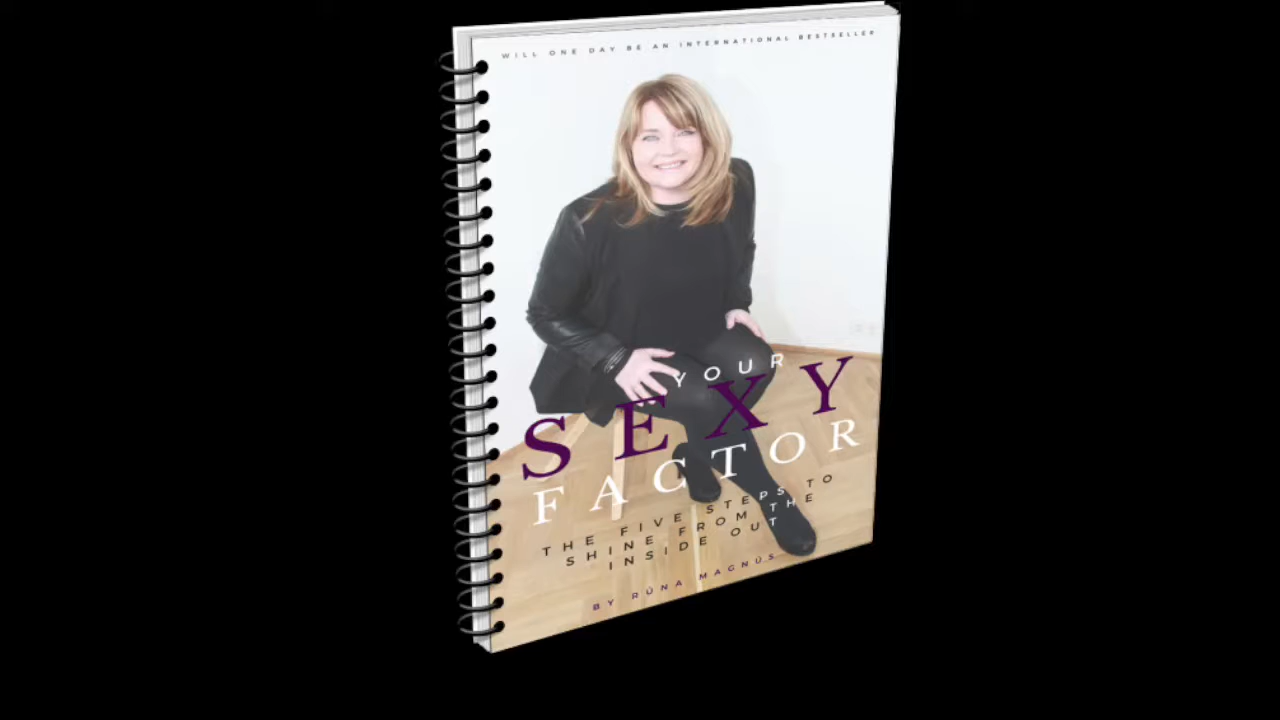 WILL ONE DAY BE AN INTERNATIONAL BESTSELLER
YOUR
SEXY
FACTOR
THE FIVE STEPS TO
SHINE FROM THE
INSIDE OUT
BY RÚNA MAGNÚS